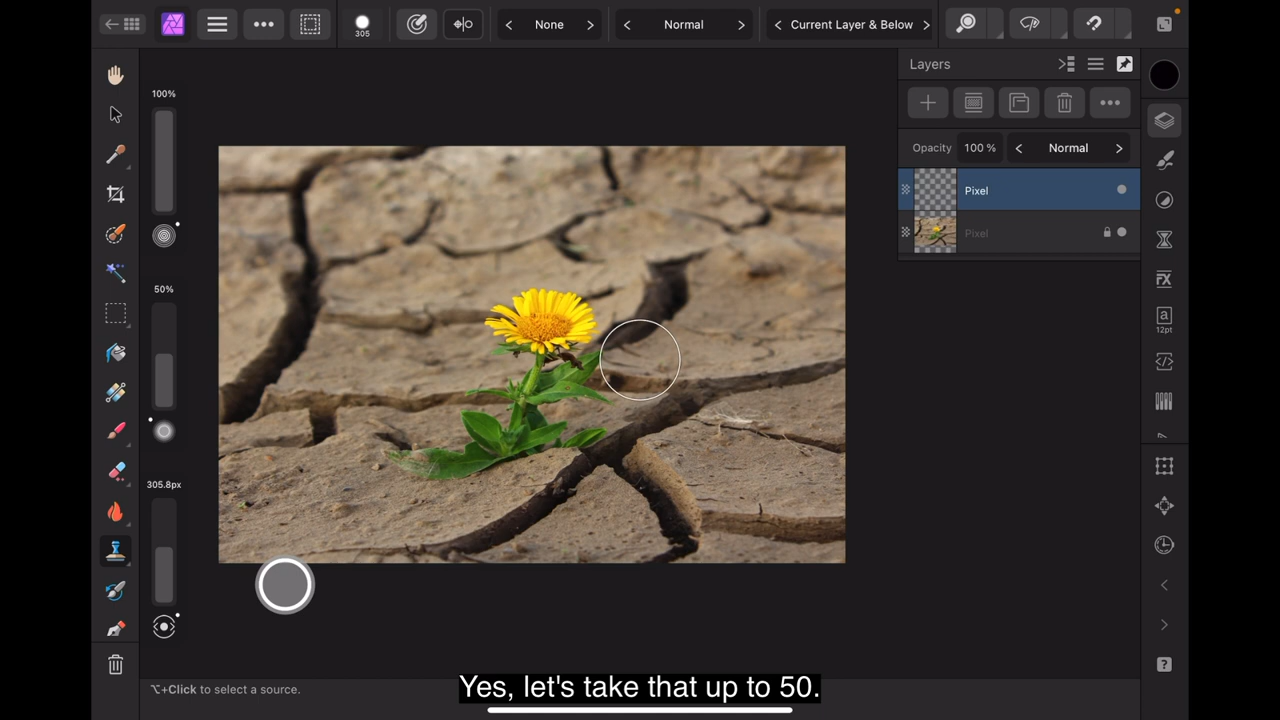 305
None
Normal
Current Layer & Below
Layers
100%
Opacity 100 % Normal
Pixel
Pixel
50%
FX
a
12pt
305.8px
?
⌥+Click to select a source.
Yes, let's take that up to 50.